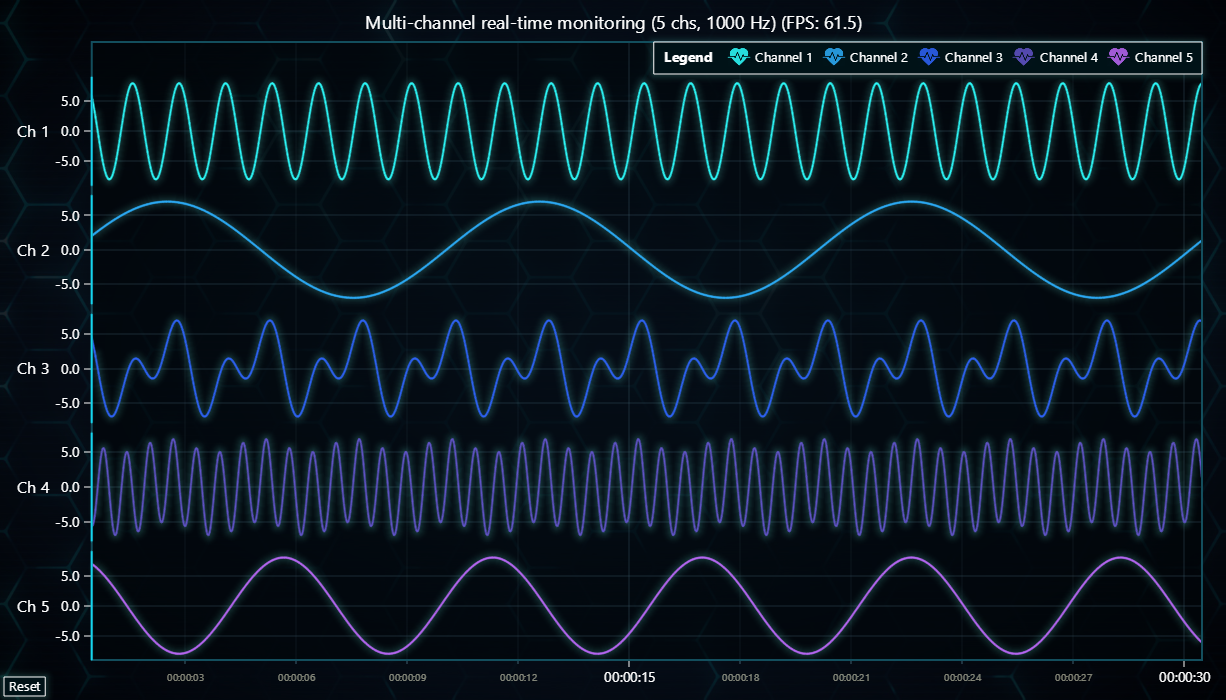 Multi-channel real-time monitoring (5 chs, 1000 Hz) (FPS: 61.5)
Legend Channel 1 Channel 2 Channel 3 Channel 4 Channel 5
5.0
Ch 1 0.0
-5.0
5.0
Ch 2 0.0
-5.0
5.0
Ch 3 0.0
-5.0
5.0
Ch 4 0.0
-5.0
5.0
Ch 5 0.0
-5.0
00:00:03 00:00:06 00:00:09 00:00:12 00:00:15 00:00:18 00:00:21 00:00:24 00:00:27 00:00:30
Reset